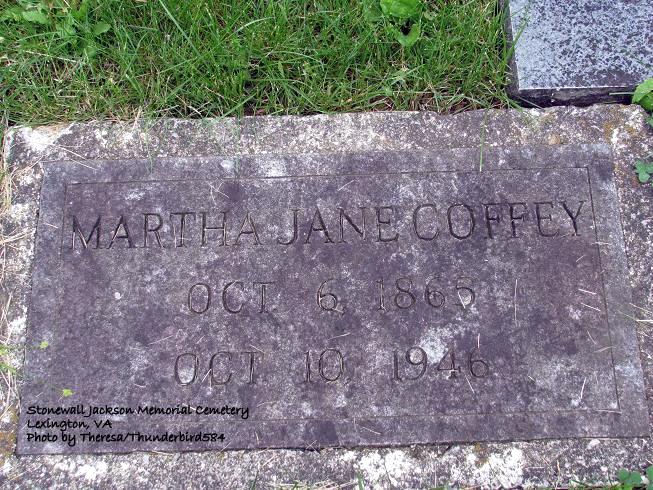 MARTHA JANE COFFEY
OCT 6 1865
OCT 10 1946
Stonewall Jackson Memorial Cemetery
Lexington, VA
Photo by Theresa/Thunderbird584